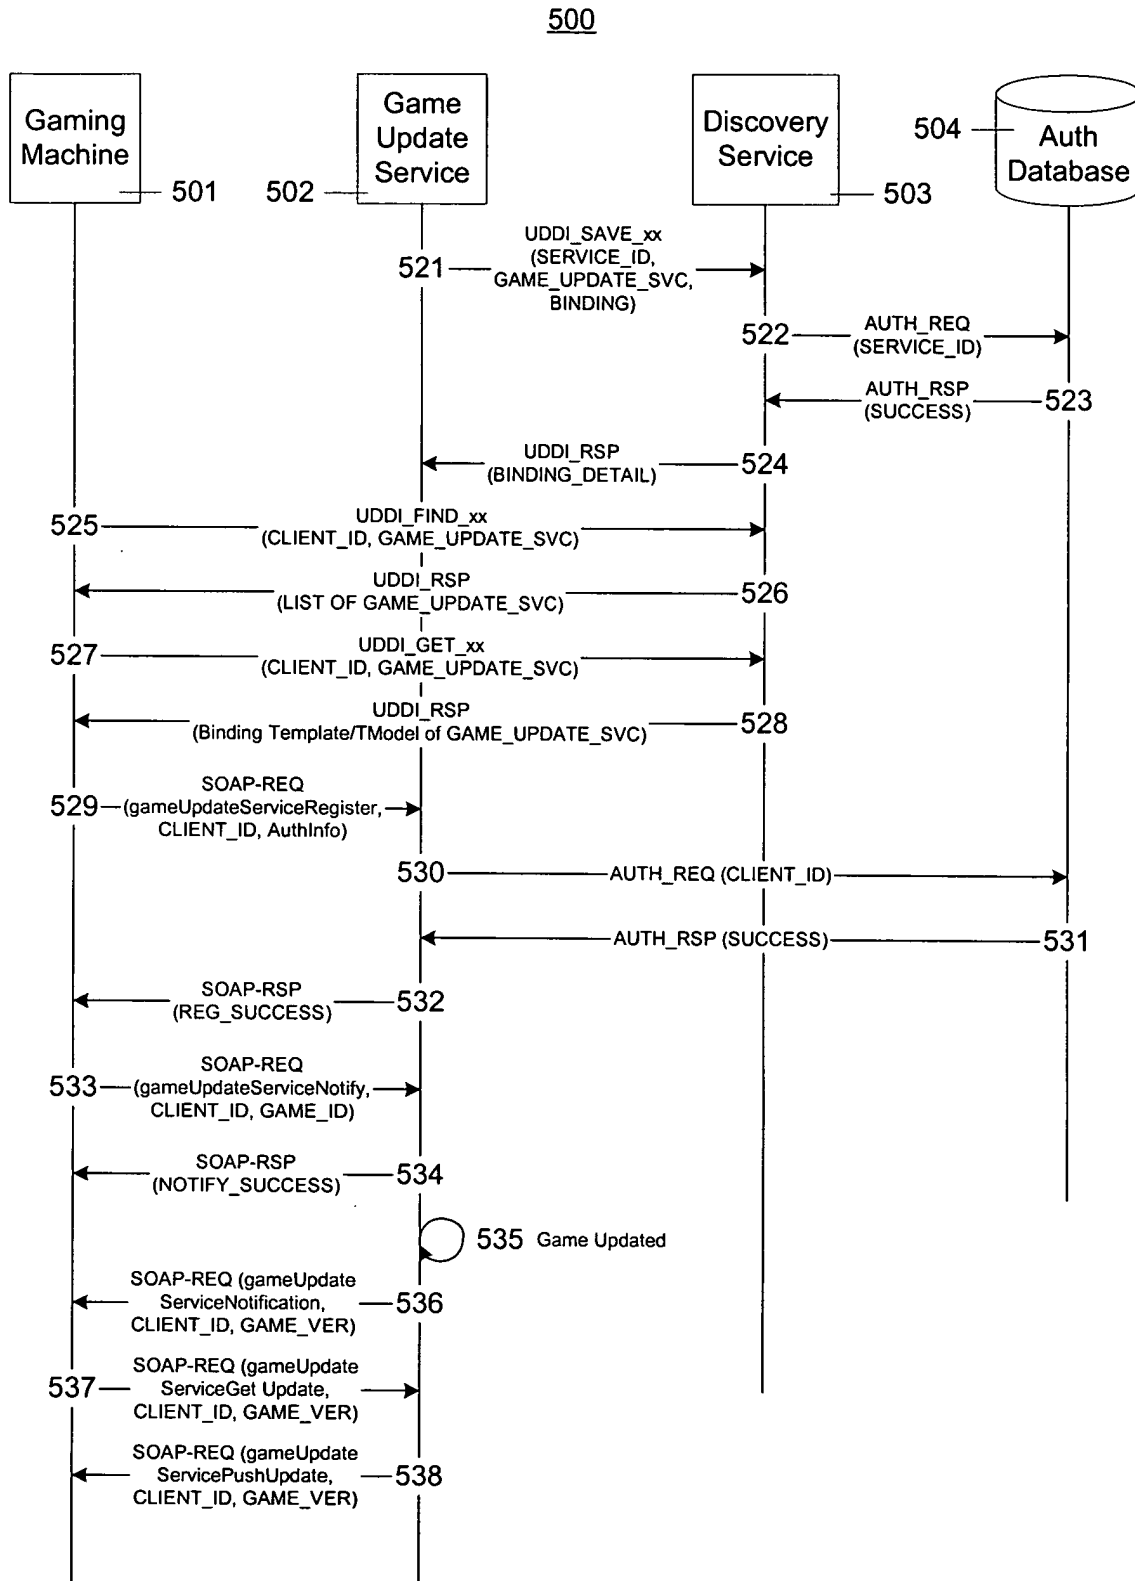 500
Gaming
Machine
501
Game
Update
Service
502
Discovery
Service
503
504
Auth
Database
UDDI_SAVE_xx
(SERVICE_ID,
521
GAME_UPDATE_SVC,
BINDING)
522
AUTH_REQ
(SERVICE_ID)
AUTH_RSP
(SUCCESS)
523
UDDI_RSP
(BINDING_DETAIL)
524
525
UDDI_FIND_xx
(CLIENT_ID, GAME_UPDATE_SVC)
UDDI_RSP
(LIST OF GAME_UPDATE_SVC)
526
527
UDDI_GET_xx
(CLIENT_ID, GAME_UPDATE_SVC)
UDDI_RSP
(Binding Template/TModel of GAME_UPDATE_SVC)
528
SOAP-REQ
529
(gameUpdateServiceRegister,
CLIENT_ID, AuthInfo)
530
AUTH_REQ (CLIENT_ID)
AUTH_RSP (SUCCESS)
531
SOAP-RSP
(REG_SUCCESS)
532
SOAP-REQ
533
(gameUpdateServiceNotify,
CLIENT_ID, GAME_ID)
SOAP-RSP
(NOTIFY_SUCCESS)
534
535 Game Updated
SOAP-REQ (gameUpdate
ServiceNotification,
CLIENT_ID, GAME_VER)
536
537
SOAP-REQ (gameUpdate
ServiceGet Update,
CLIENT_ID, GAME_VER)
SOAP-REQ (gameUpdate
ServicePushUpdate,
CLIENT_ID, GAME_VER)
538